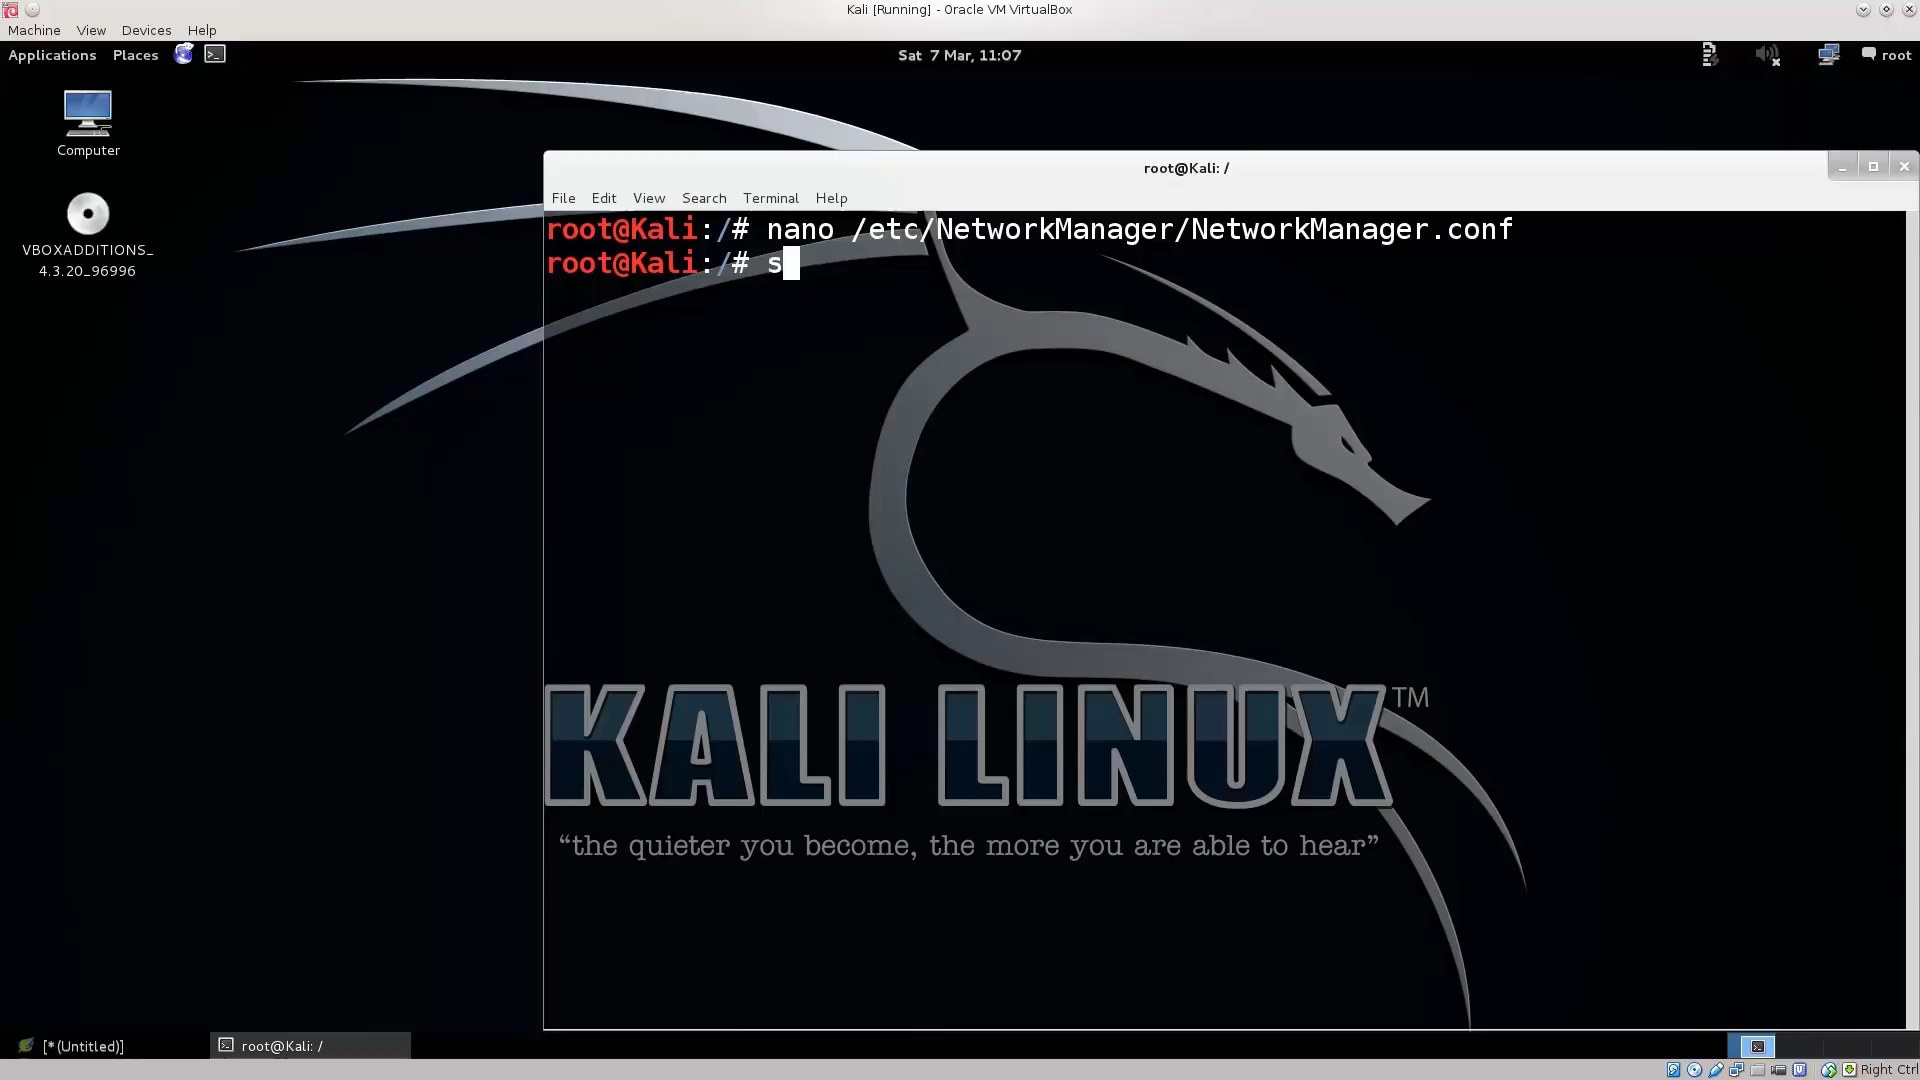 Kali [Running] - Oracle VM VirtualBox
Machine View Devices Help
Applications Places
Sat 7 Mar, 11:07
root
Computer
VBOXADDITIONS_
4.3.20_96996
root@Kali: /
File Edit View Search Terminal Help
root@Kali:/# nano /etc/NetworkManager/NetworkManager.conf
root@Kali:/# s
KALI LINUX TM
“the quieter you become, the more you are able to hear”
[*(Untitled)]
root@Kali: /
Right Ctrl